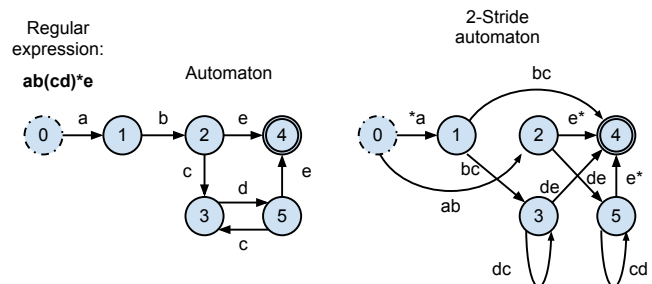 Regular
expression:
ab(cd)*e
Automaton
0
a
1
b
2
e
4
c
3
d
5
e
c
2-Stride
automaton
bc
0
*a
1
2
e*
4
bc
ab
de
de
e*
3
5
dc
cd